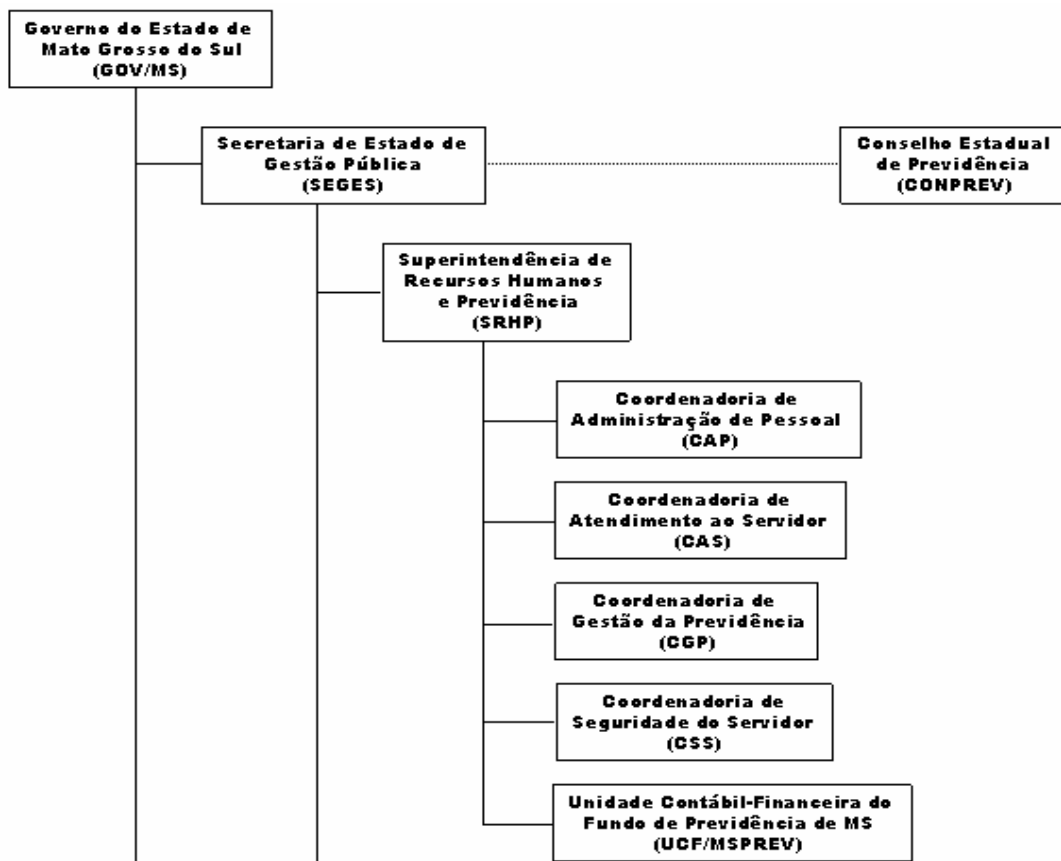 Governo do Estado de
Mato Grosso do Sul
(GOV/MS)
Secretaria de Estado de
Gestão Pública
(SEGES)
Conselho Estadual
de Previdência
(CONPREV)
Superintendência de
Recursos Humanos
e Previdência
(SRHP)
Coordenadoria de
Administração de Pessoal
(CAP)
Coordenadoria de
Atendimento ao Servidor
(CAS)
Coordenadoria de
Gestão da Previdência
(CGP)
Coordenadoria de
Seguridade do Servidor
(CSS)
Unidade Contábil-Financeira do
Fundo de Previdência de MS
(UCF/MSPREV)